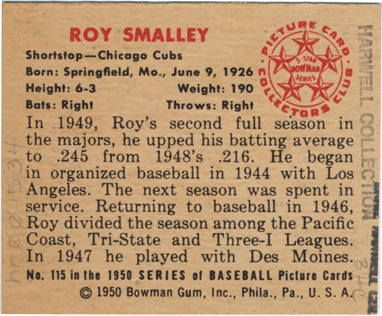 ROY SMALLEY
Shortstop—Chicago Cubs
Born: Springfield, Mo., June 9, 1926
Height: 6-3 Weight: 190
Bats: Right Throws: Right
PICTURE CARD
5-STAR
BOWMAN
SERIES
COLLECTORS CLUB
In 1949, Roy's second full season in
the majors, he upped his batting average
to .245 from 1948's .216. He began
in organized baseball in 1944 with Los
Angeles. The next season was spent in
service. Returning to baseball in 1946,
Roy divided the season among the Pacific
Coast, Tri-State and Three-I Leagues.
In 1947 he played with Des Moines.
No. 115 in the 1950 SERIES of BASEBALL Picture Cards
©1950 Bowman Gum, Inc., Phila., Pa., U. S. A.
HARWELL COLLECTION